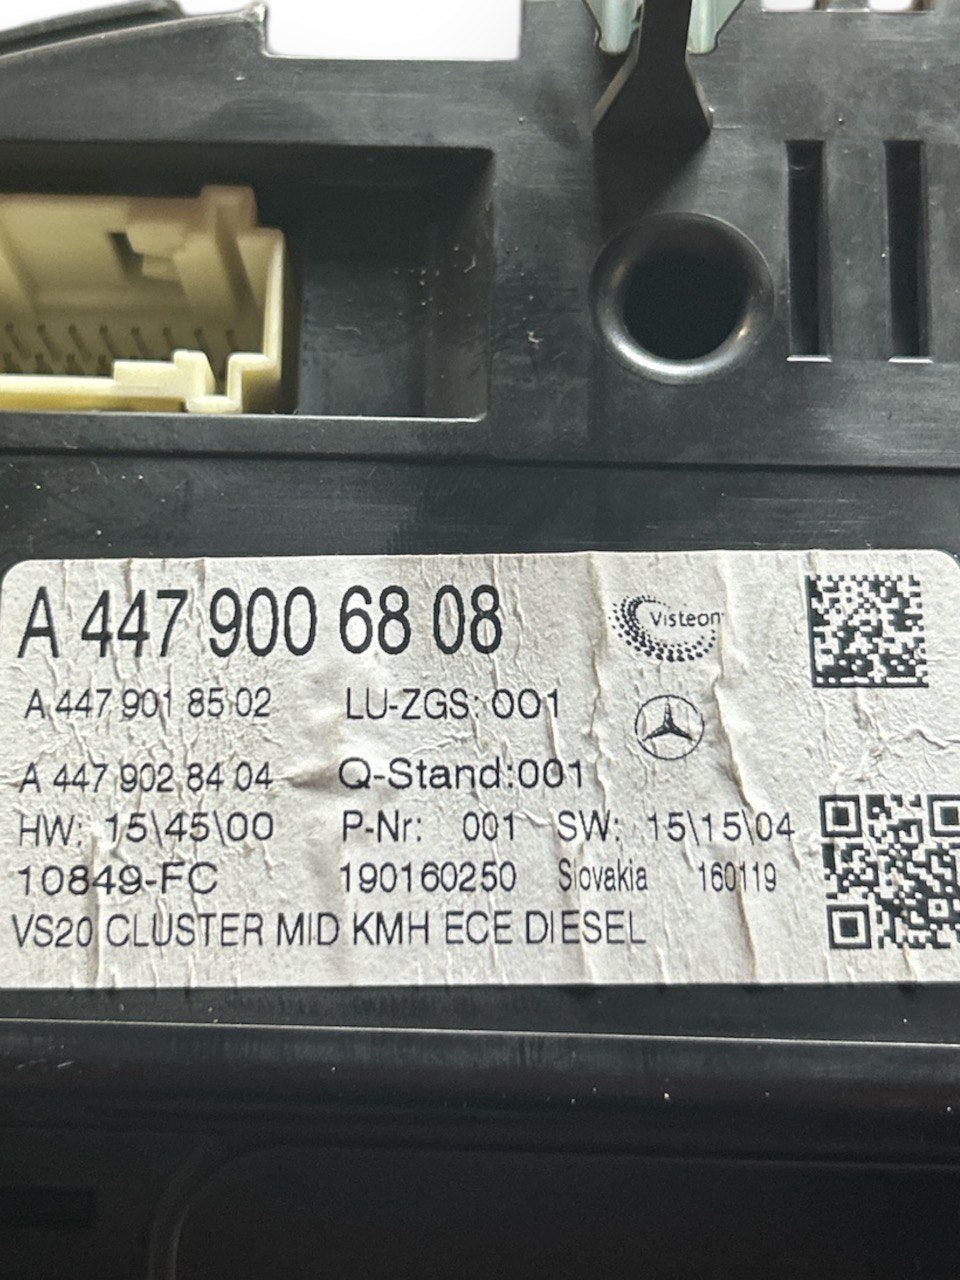 A 447 900 68 08
Visteon
A 447 901 85 02 LU-ZGS: 001
A 447 902 84 04 Q-Stand:001
HW: 15\45\00 P-Nr: 001 SW: 15\15\04
10849-FC 190160250 Slovakia 160119
VS20 CLUSTER MID KMH ECE DIESEL